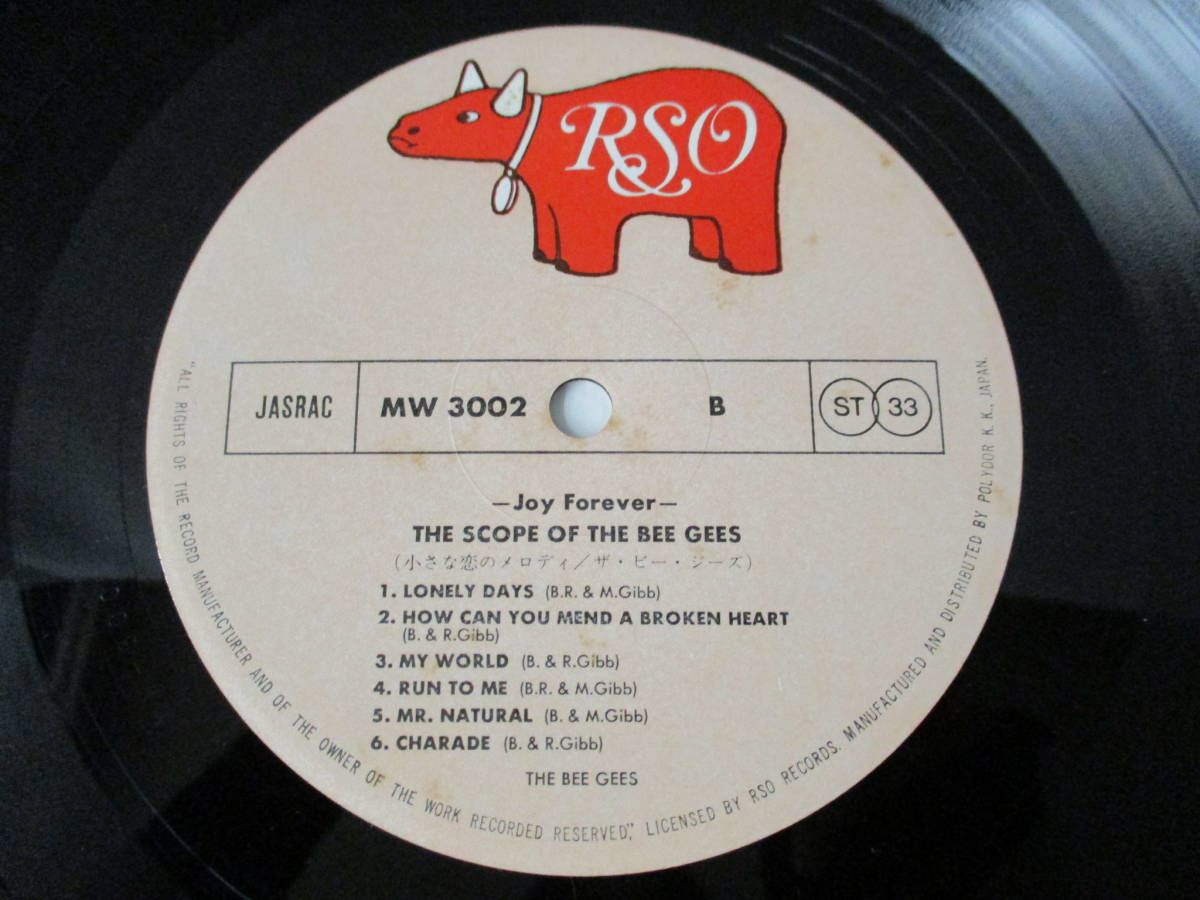 RSO
JASRAC MW 3002 B ST 33
—Joy Forever—
THE SCOPE OF THE BEE GEES
(小さな恋のメロディ／ザ・ビー・ジーズ)
1. LONELY DAYS (B.R. & M.Gibb)
2. HOW CAN YOU MEND A BROKEN HEART
(B. & R.Gibb)
3. MY WORLD (B. & R.Gibb)
4. RUN TO ME (B.R. & M.Gibb)
5. MR. NATURAL (B. & M.Gibb)
6. CHARADE (B. & R.Gibb)
THE BEE GEES
"ALL RIGHTS OF THE RECORD MANUFACTURER AND OF THE OWNER OF THE WORK RECORDED RESERVED", LICENSED BY RSO RECORDS. MANUFACTURED AND DISTRIBUTED BY POLYDOR K. K., JAPAN.